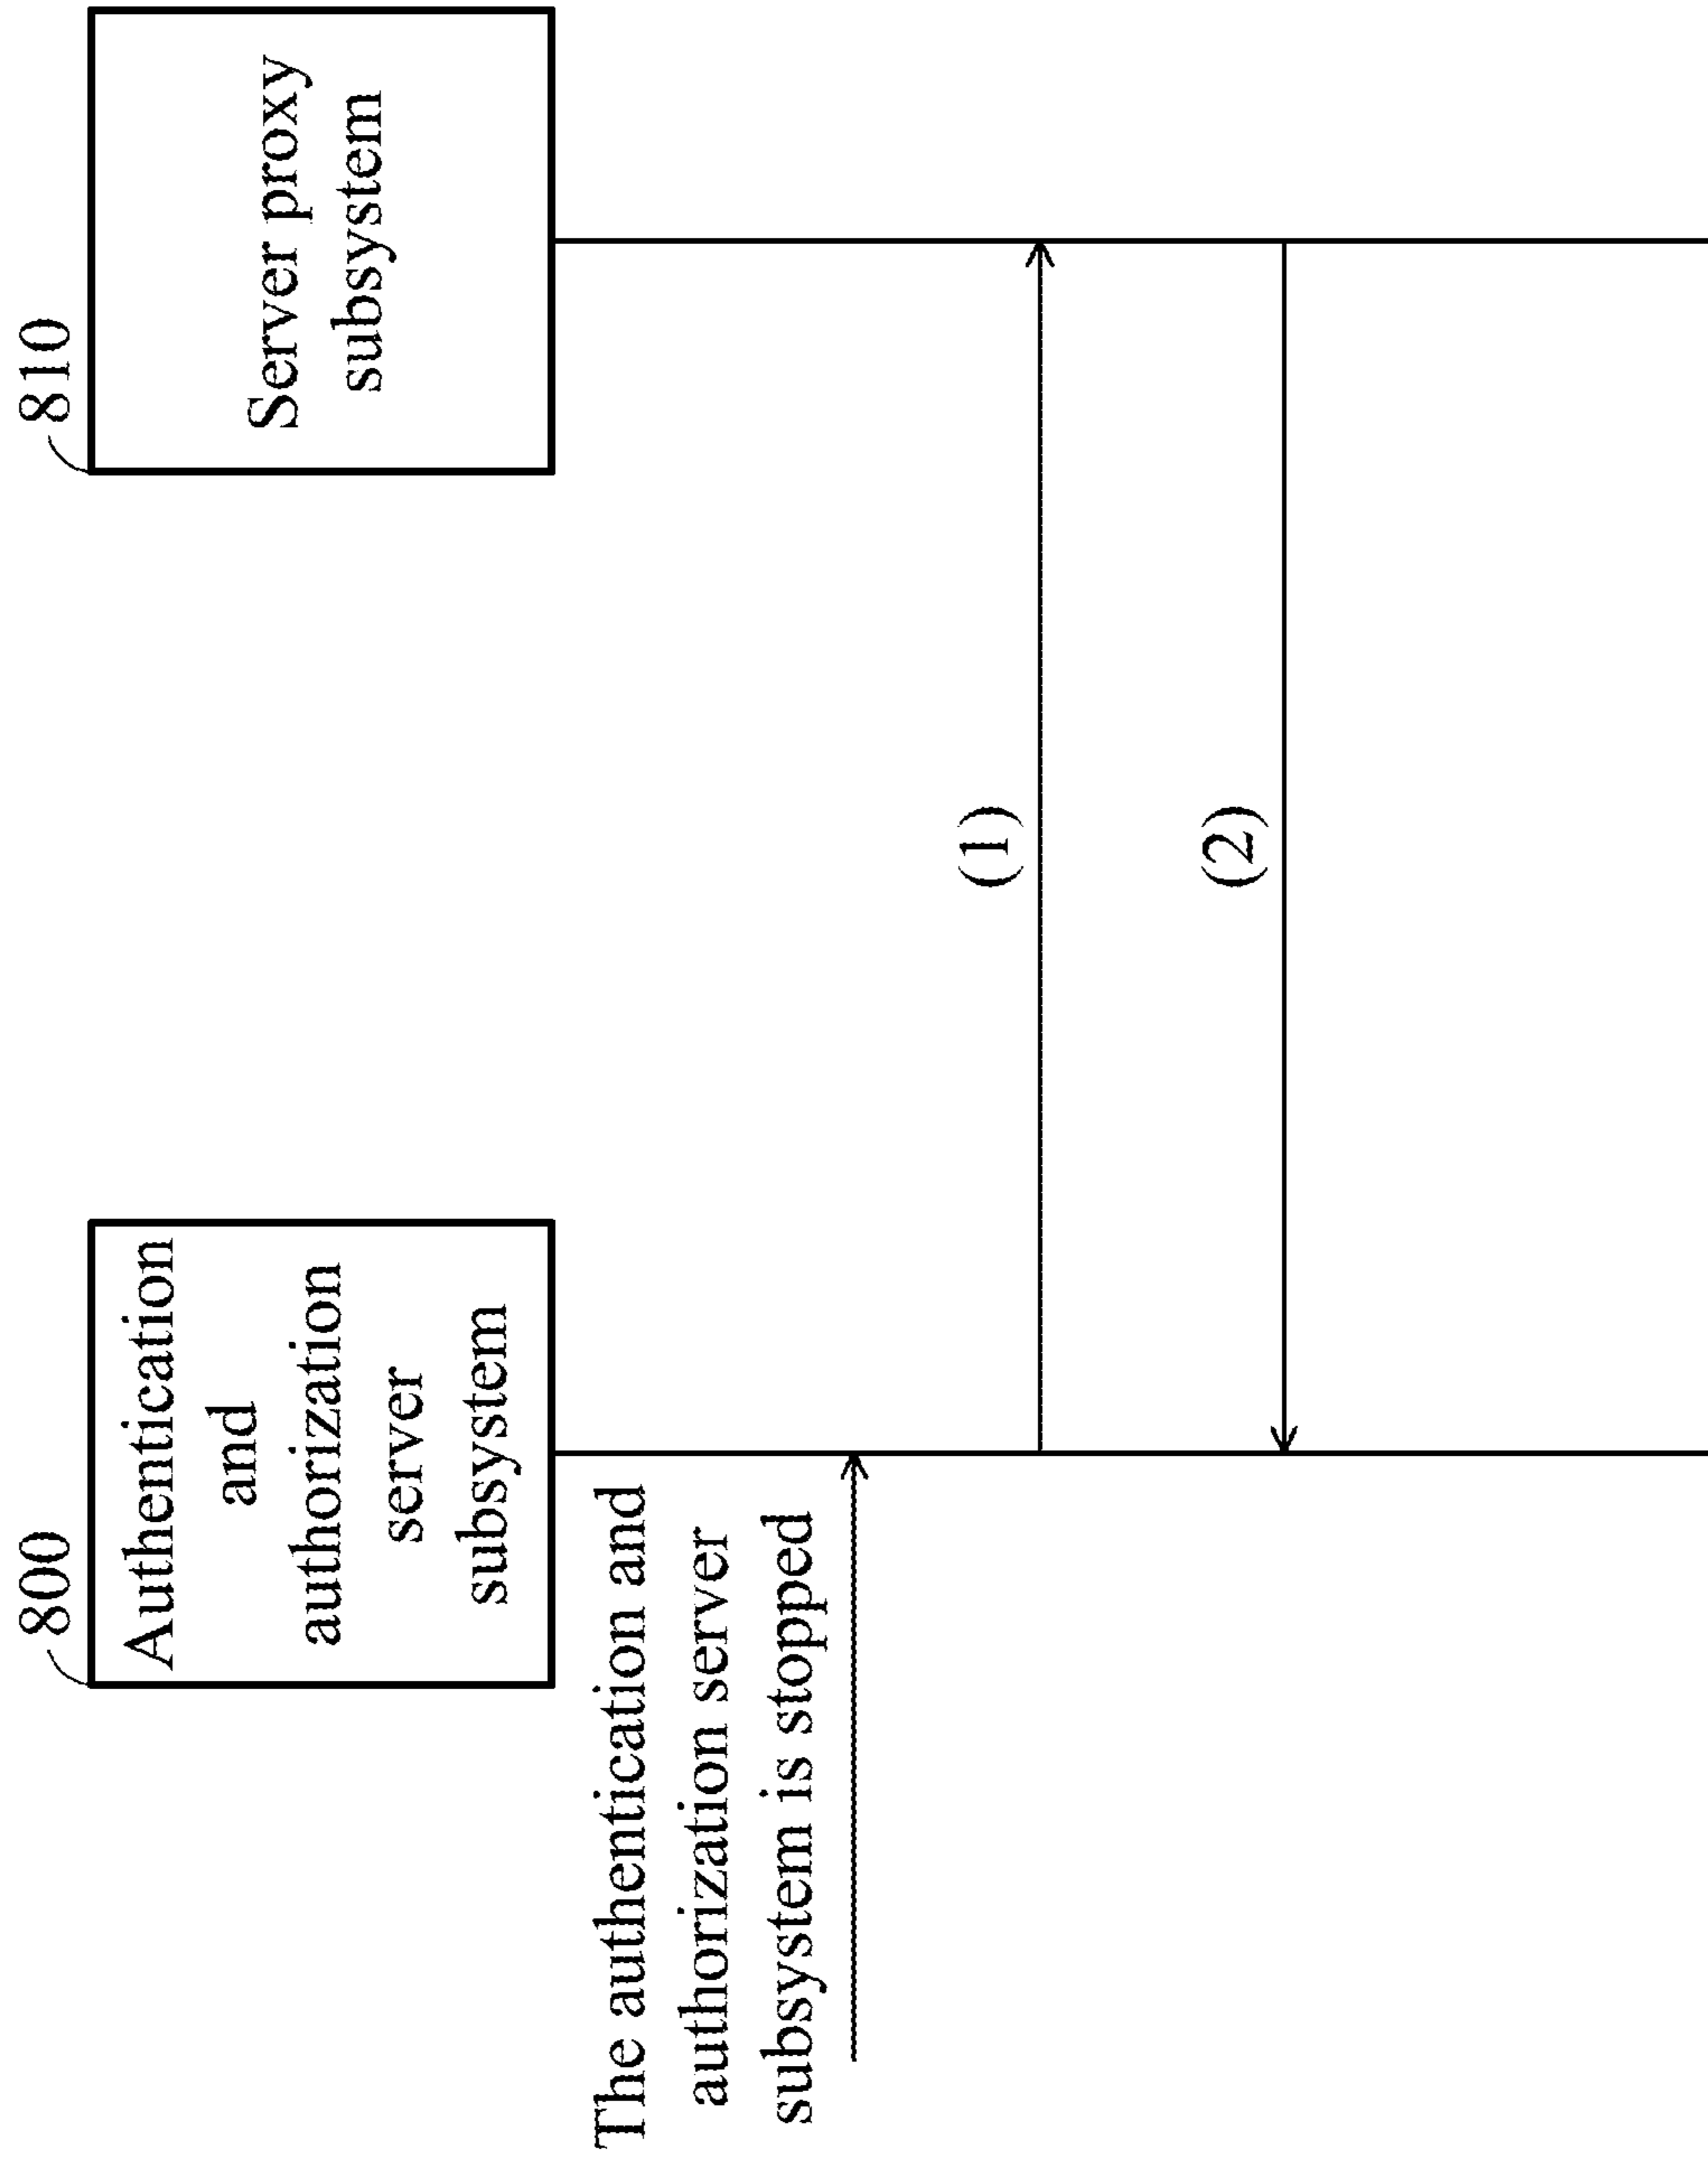 800
Authentication
and
authorization
server
subsystem
810
Server proxy
subsystem
The authentication and
authorization server
subsystem is stopped
(1)
(2)